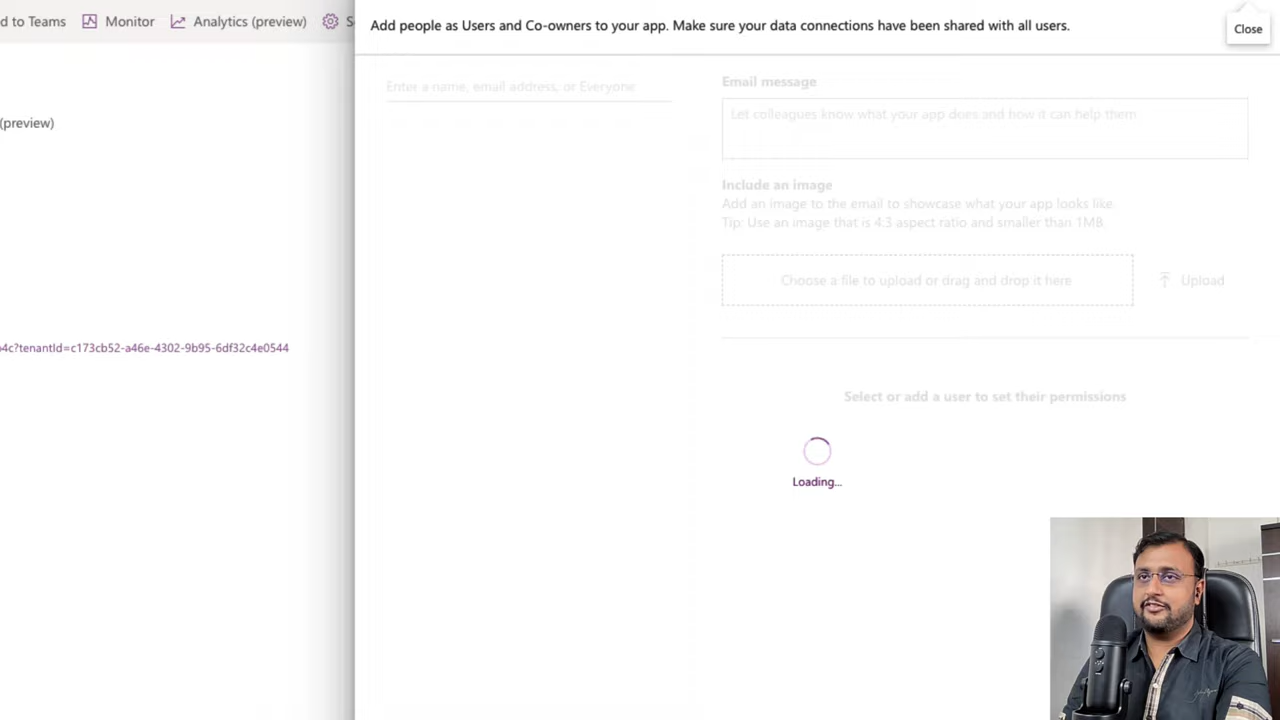 d to Teams
Monitor
Analytics (preview)
(preview)
4c?tenantId=c173cb52-a46e-4302-9b95-6df32c4e0544
Add people as Users and Co-owners to your app. Make sure your data connections have been shared with all users.
Close
Enter a name, email address, or Everyone
Email message
Let colleagues know what your app does and how it can help them
Include an image
Add an image to the email to showcase what your app looks like.
Tip: Use an image that is 4:3 aspect ratio and smaller than 1MB.
Choose a file to upload or drag and drop it here
Upload
Select or add a user to set their permissions
Loading...